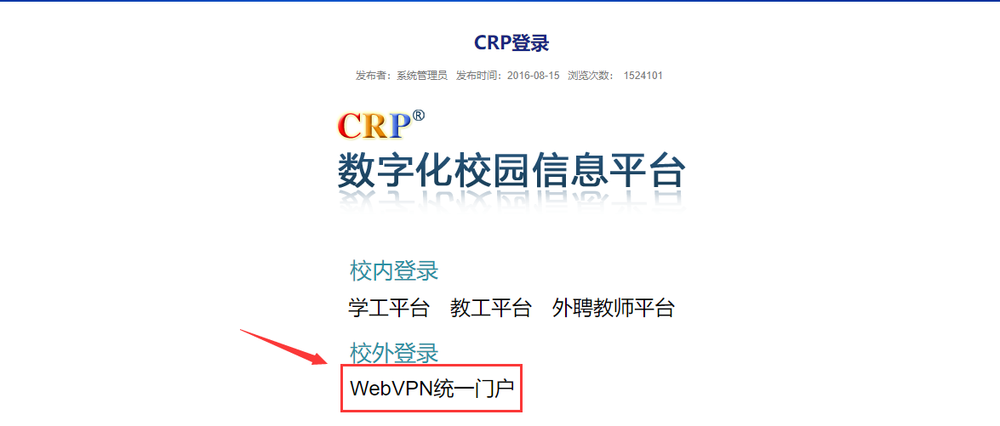 CRP登录
发布者：系统管理员 发布时间：2016-08-15 浏览次数： 1524101
CRP®
数字化校园信息平台
校内登录
学工平台 教工平台 外聘教师平台
校外登录
WebVPN统一门户